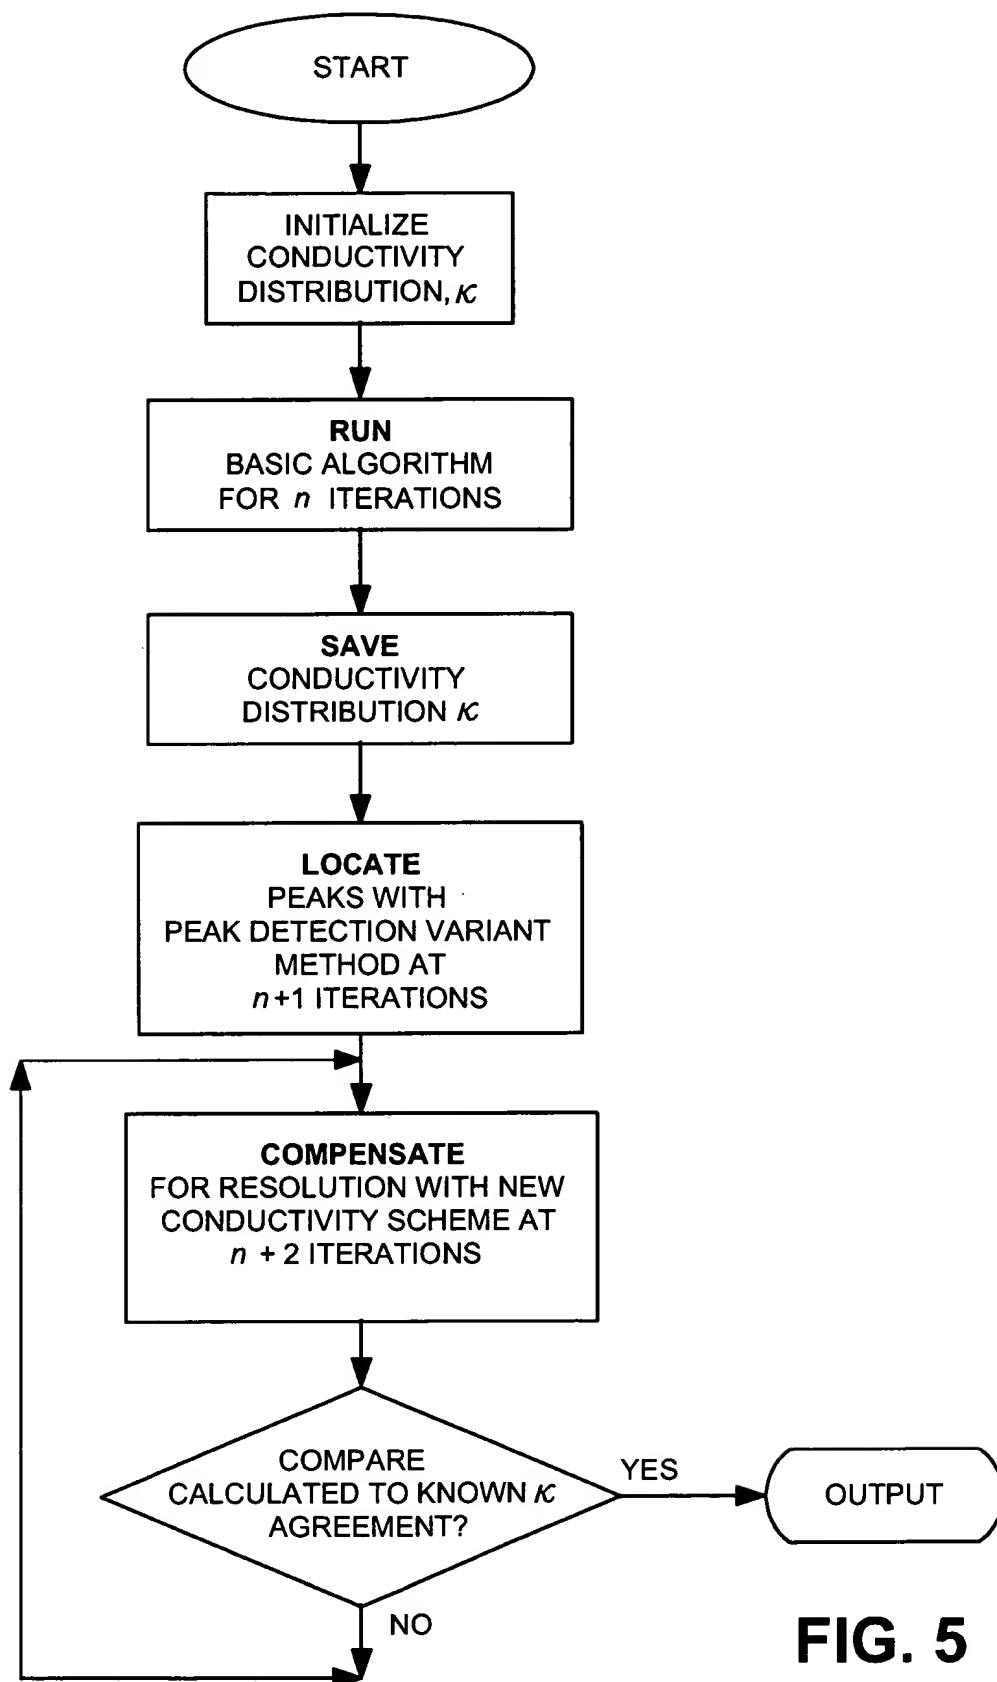 START
INITIALIZE
CONDUCTIVITY
DISTRIBUTION, κ
RUN
BASIC ALGORITHM
FOR n ITERATIONS
SAVE
CONDUCTIVITY
DISTRIBUTION κ
LOCATE
PEAKS WITH
PEAK DETECTION VARIANT
METHOD AT
n+1 ITERATIONS
COMPENSATE
FOR RESOLUTION WITH NEW
CONDUCTIVITY SCHEME AT
n + 2 ITERATIONS
COMPARE
CALCULATED TO KNOWN κ
AGREEMENT?
YES
OUTPUT
NO
FIG. 5